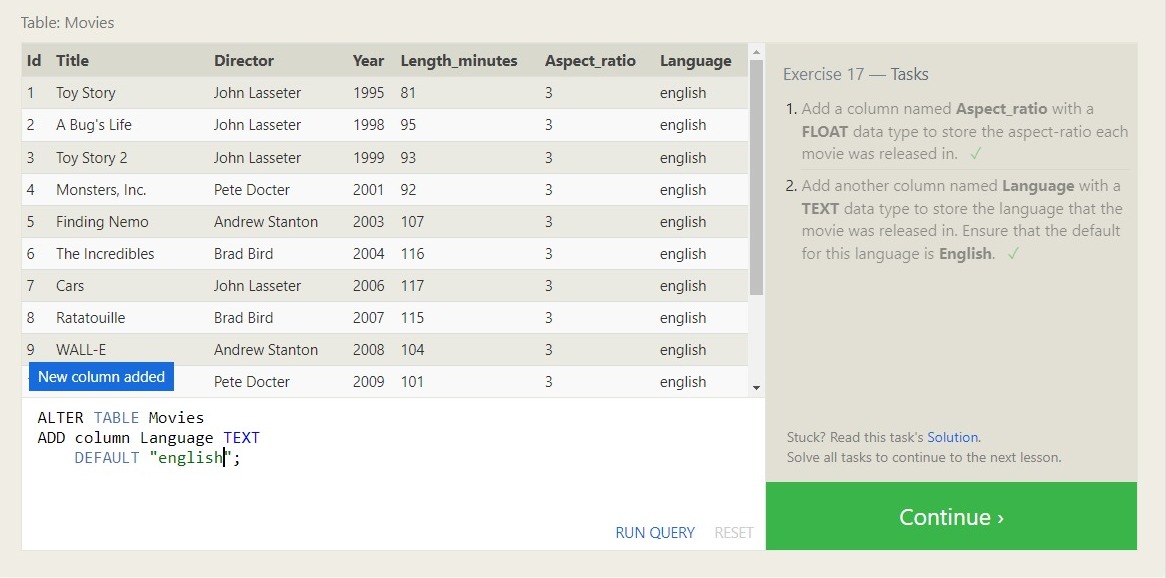 Table: Movies
Id Title Director Year Length_minutes Aspect_ratio Language
1 Toy Story John Lasseter 1995 81 3 english
2 A Bug's Life John Lasseter 1998 95 3 english
3 Toy Story 2 John Lasseter 1999 93 3 english
4 Monsters, Inc. Pete Docter 2001 92 3 english
5 Finding Nemo Andrew Stanton 2003 107 3 english
6 The Incredibles Brad Bird 2004 116 3 english
7 Cars John Lasseter 2006 117 3 english
8 Ratatouille Brad Bird 2007 115 3 english
9 WALL-E Andrew Stanton 2008 104 3 english
New column added
Pete Docter 2009 101 3 english
ALTER TABLE Movies
ADD column Language TEXT
DEFAULT "english";
RUN QUERY RESET
Exercise 17 — Tasks
1. Add a column named Aspect_ratio with a
FLOAT data type to store the aspect-ratio each
movie was released in. ✓
2. Add another column named Language with a
TEXT data type to store the language that the
movie was released in. Ensure that the default
for this language is English. ✓
Stuck? Read this task's Solution.
Solve all tasks to continue to the next lesson.
Continue ›